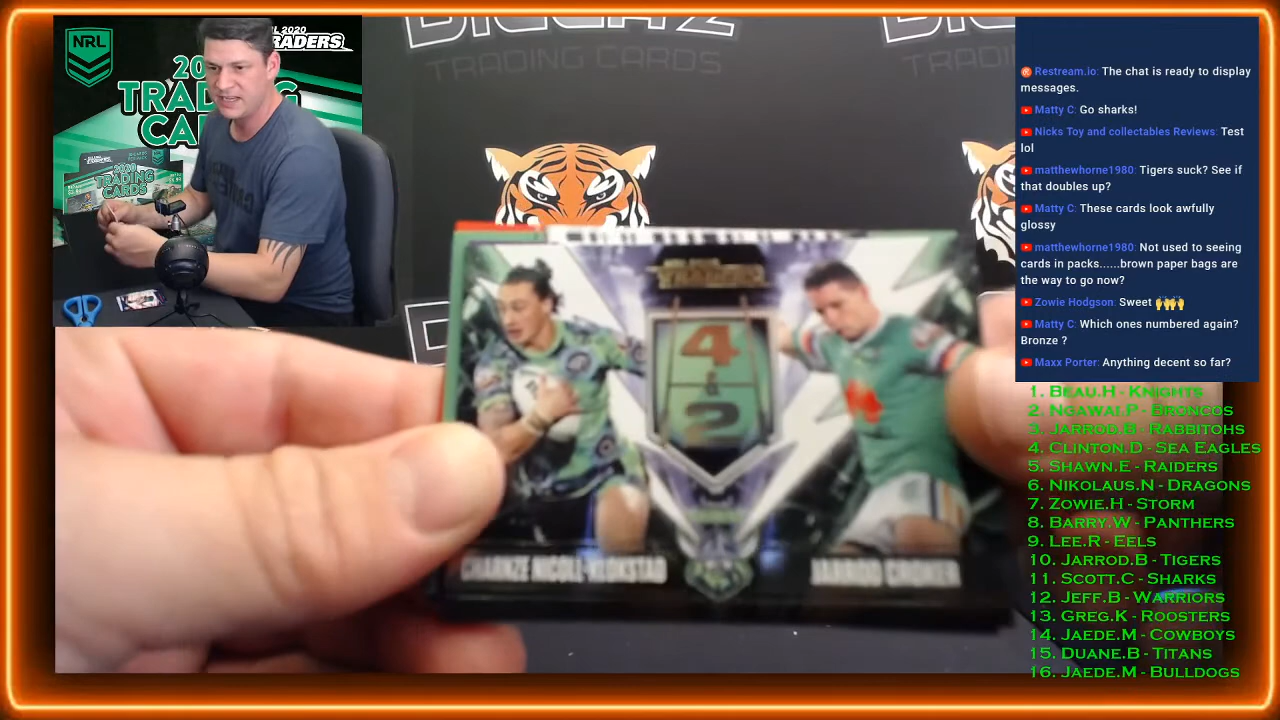 NRL
2020
TRADERS
TRADING CARDS
2020
TRADING
CARDS
4
&
2
CHARNZE NICOLL-KLOKSTAD
JARROD CROKER
Restream.io: The chat is ready to display
messages.
Matty C: Go sharks!
Nicks Toy and collectables Reviews: Test
lol
matthewhorne1980: Tigers suck? See if
that doubles up?
Matty C: These cards look awfully
glossy
matthewhorne1980: Not used to seeing
cards in packs......brown paper bags are
the way to go now?
Zowie Hodgson: Sweet 🙌🙌
Matty C: Which ones numbered again?
Bronze ?
Maxx Porter: Anything decent so far?
1. Beau.H - Knights
2. Ngawai.P - Broncos
3. Jarrod.B - Rabbitohs
4. Clinton.D - Sea Eagles
5. Shawn.E - Raiders
6. Nikolaus.N - Dragons
7. Zowie.H - Storm
8. Barry.W - Panthers
9. Lee.R - Eels
10. Jarrod.B - Tigers
11. Scott.C - Sharks
12. Jeff.B - Warriors
13. Greg.K - Roosters
14. Jaede.M - Cowboys
15. Duane.B - Titans
16. Jaede.M - Bulldogs